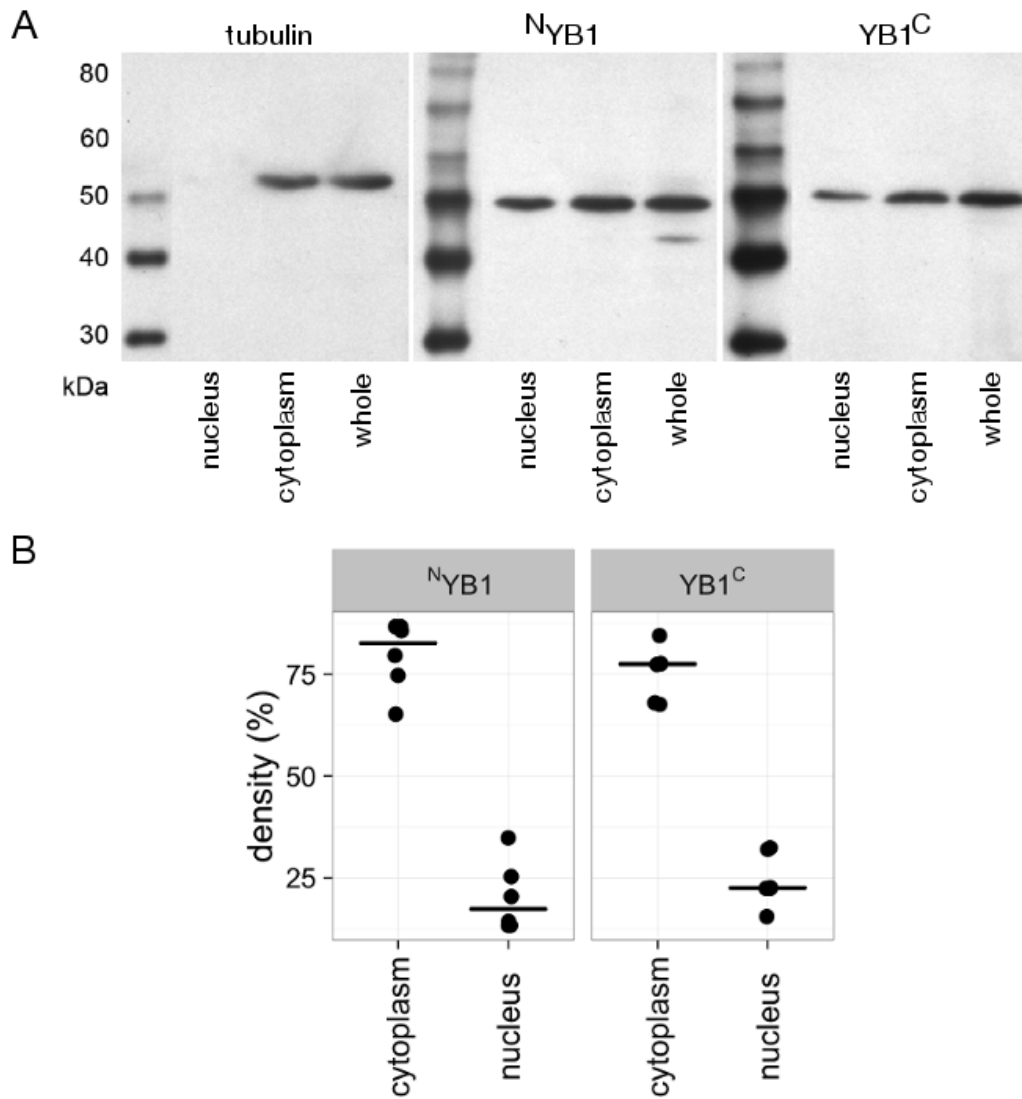 A
tubulin
NYB1
YB1C
80
60
50
40
30
kDa
nucleus
cytoplasm
whole
nucleus
cytoplasm
whole
nucleus
cytoplasm
whole
B
NYB1
YB1C
density (%)
75
50
25
cytoplasm
nucleus
cytoplasm
nucleus